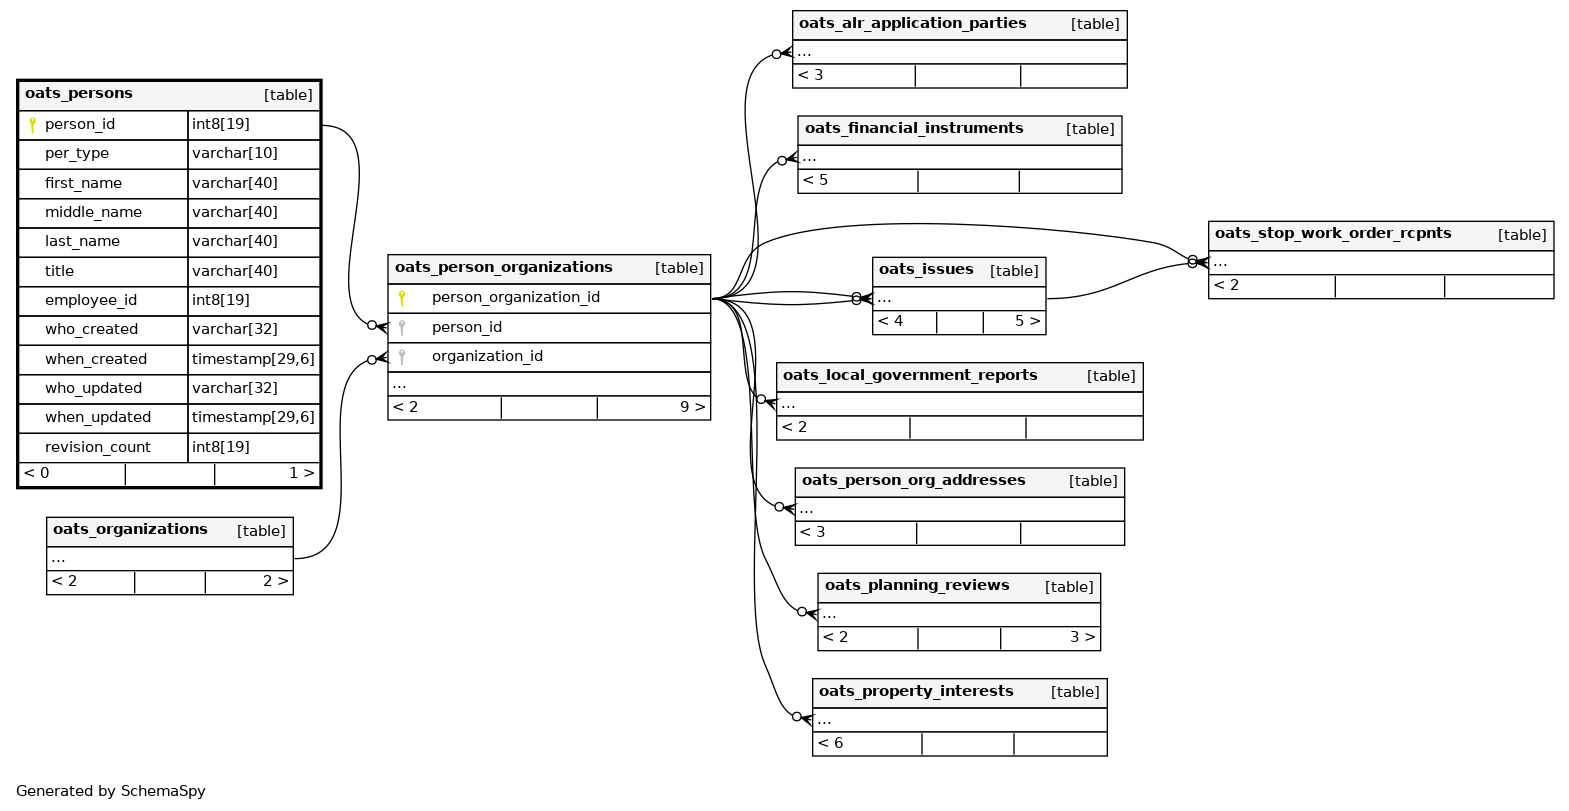 oats_persons [table]
person_id int8[19]
per_type varchar[10]
first_name varchar[40]
middle_name varchar[40]
last_name varchar[40]
title varchar[40]
employee_id int8[19]
who_created varchar[32]
when_created timestamp[29,6]
who_updated varchar[32]
when_updated timestamp[29,6]
revision_count int8[19]
< 0 1 >
oats_organizations [table]
...
< 2 2 >
oats_person_organizations [table]
person_organization_id
person_id
organization_id
...
< 2 9 >
oats_alr_application_parties [table]
...
< 3
oats_financial_instruments [table]
...
< 5
oats_issues [table]
...
< 4 5 >
oats_local_government_reports [table]
...
< 2
oats_person_org_addresses [table]
...
< 3
oats_planning_reviews [table]
...
< 2 3 >
oats_property_interests [table]
...
< 6
oats_stop_work_order_rcpnts [table]
...
< 2
Generated by SchemaSpy